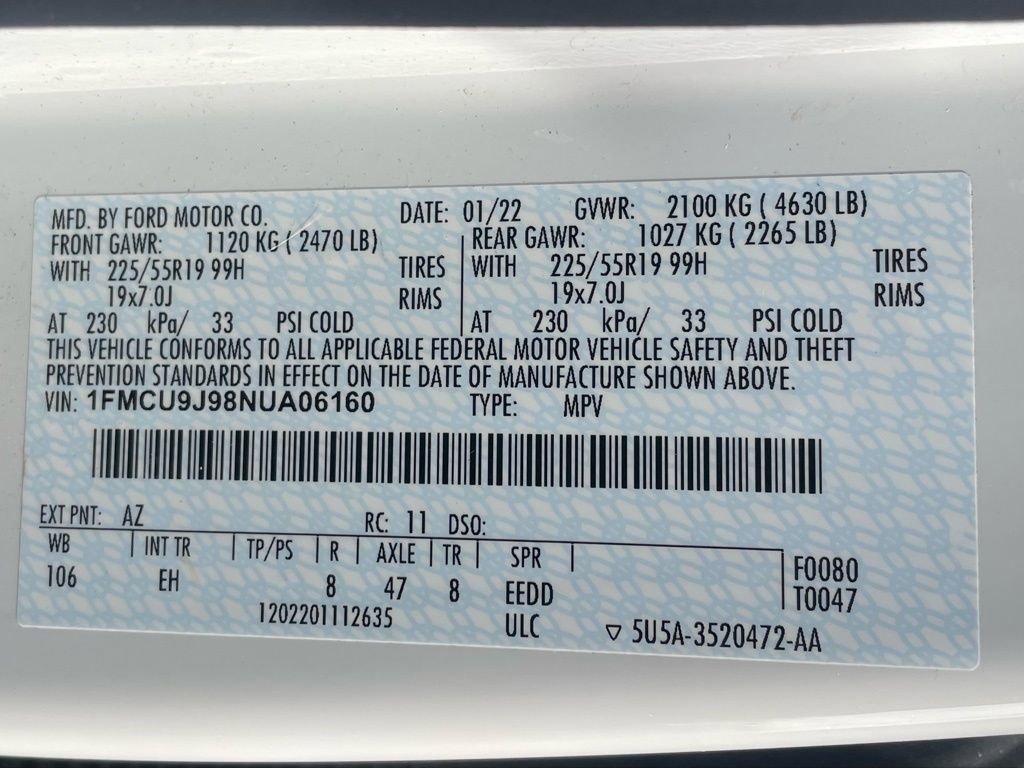 MFD. BY FORD MOTOR CO. DATE: 01/22 GVWR: 2100 KG ( 4630 LB)
FRONT GAWR: 1120 KG ( 2470 LB) REAR GAWR: 1027 KG ( 2265 LB)
WITH 225/55R19 99H TIRES WITH 225/55R19 99H TIRES
19x7.0J RIMS 19x7.0J RIMS
AT 230 kPa/ 33 PSI COLD AT 230 kPa/ 33 PSI COLD
THIS VEHICLE CONFORMS TO ALL APPLICABLE FEDERAL MOTOR VEHICLE SAFETY AND THEFT
PREVENTION STANDARDS IN EFFECT ON THE DATE OF MANUFACTURE SHOWN ABOVE.
VIN: 1FMCU9J98NUA06160 TYPE: MPV
EXT PNT: AZ RC: 11 DSO:
WB INT TR TP/PS R AXLE TR SPR F0080
106 EH 8 47 8 EEDD T0047
1202201112635 ULC 5U5A-3520472-AA